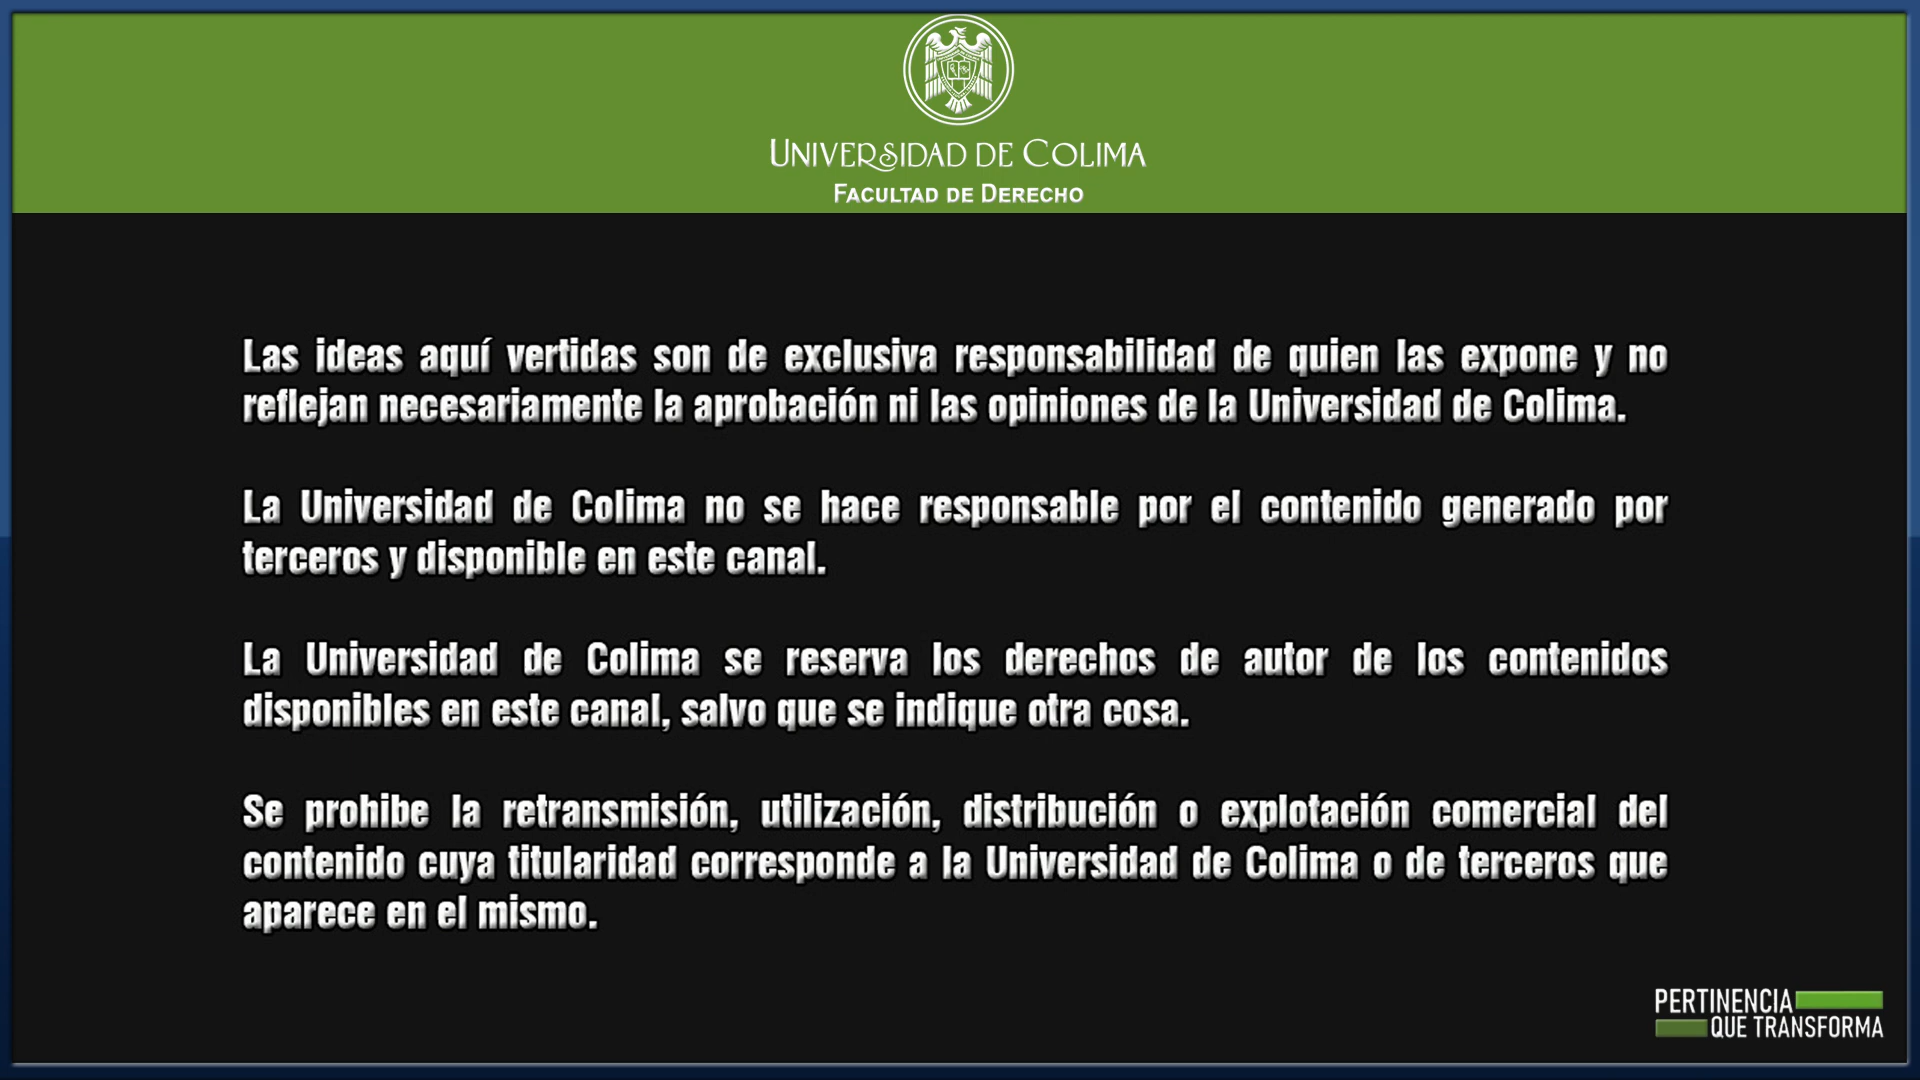 UNIVERSIDAD DE COLIMA
FACULTAD DE DERECHO
Las ideas aquí vertidas son de exclusiva responsabilidad de quien las expone y no
reflejan necesariamente la aprobación ni las opiniones de la Universidad de Colima.
La Universidad de Colima no se hace responsable por el contenido generado por
terceros y disponible en este canal.
La Universidad de Colima se reserva los derechos de autor de los contenidos
disponibles en este canal, salvo que se indique otra cosa.
Se prohibe la retransmisión, utilización, distribución o explotación comercial del
contenido cuya titularidad corresponde a la Universidad de Colima o de terceros que
aparece en el mismo.
PERTINENCIA
QUE TRANSFORMA